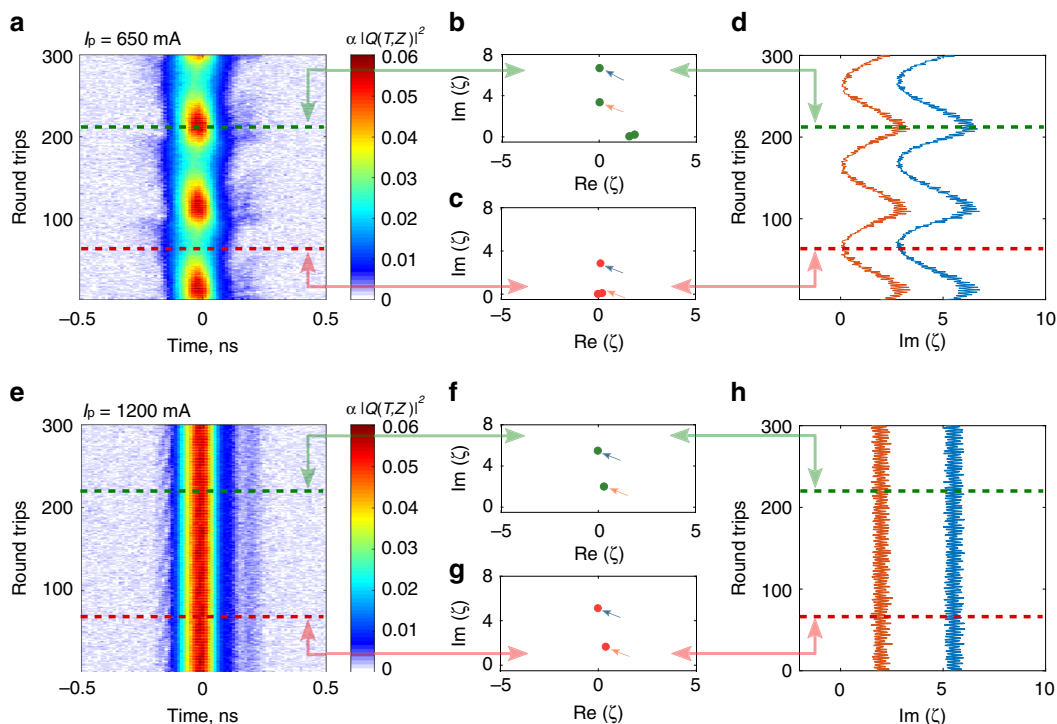 a
I_p = 650 mA
α |Q(T,Z)|²
Round trips
300
200
100
0.06
0.05
0.04
0.03
0.02
0.01
0
−0.5
0
0.5
Time, ns
b
Im (ζ)
8
4
0
−5
0
5
Re (ζ)
c
Im (ζ)
8
4
0
−5
0
5
Re (ζ)
d
Round trips
300
200
100
0
5
10
Im (ζ)
e
I_p = 1200 mA
α |Q(T,Z)|²
Round trips
300
200
100
0
0.06
0.05
0.04
0.03
0.02
0.01
0
−0.5
0
0.5
Time, ns
f
Im (ζ)
8
4
0
−5
0
5
Re (ζ)
g
Im (ζ)
8
4
0
−5
0
5
Re (ζ)
h
Round trips
300
200
100
0
0
5
10
Im (ζ)